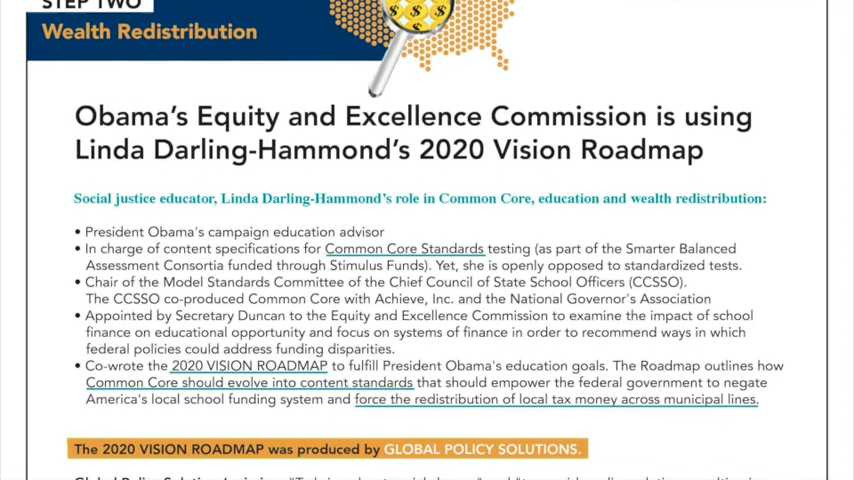 STEP TWO
Wealth Redistribution
$ $ $
$
Obama's Equity and Excellence Commission is using
Linda Darling-Hammond's 2020 Vision Roadmap
Social justice educator, Linda Darling-Hammond's role in Common Core, education and wealth redistribution:
• President Obama's campaign education advisor
• In charge of content specifications for Common Core Standards testing (as part of the Smarter Balanced
Assessment Consortia funded through Stimulus Funds). Yet, she is openly opposed to standardized tests.
• Chair of the Model Standards Committee of the Chief Council of State School Officers (CCSSO).
The CCSSO co-produced Common Core with Achieve, Inc. and the National Governor's Association
• Appointed by Secretary Duncan to the Equity and Excellence Commission to examine the impact of school
finance on educational opportunity and focus on systems of finance in order to recommend ways in which
federal policies could address funding disparities.
• Co-wrote the 2020 VISION ROADMAP to fulfill President Obama's education goals. The Roadmap outlines how
Common Core should evolve into content standards that should empower the federal government to negate
America's local school funding system and force the redistribution of local tax money across municipal lines.
The 2020 VISION ROADMAP was produced by GLOBAL POLICY SOLUTIONS.